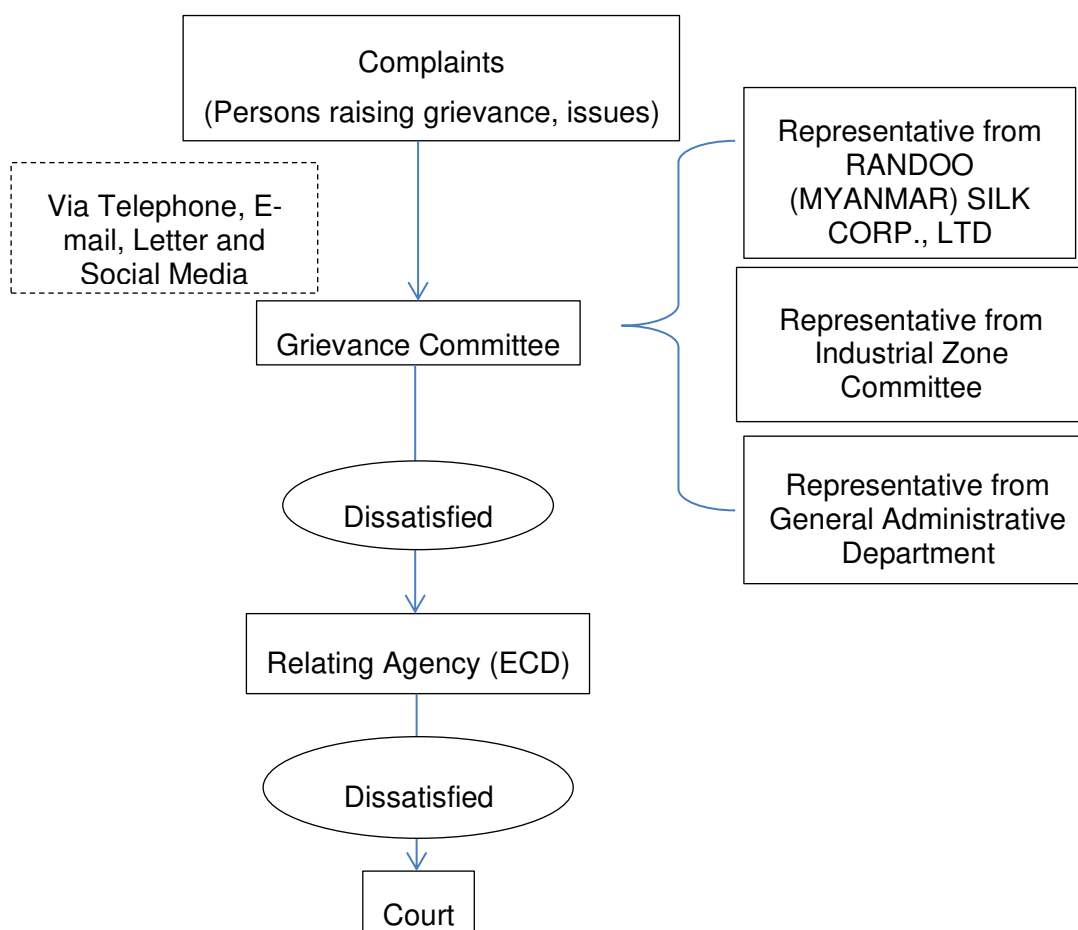 Complaints
(Persons raising grievance, issues)
Via Telephone, E-
mail, Letter and
Social Media
Grievance Committee
Representative from
RANDOO
(MYANMAR) SILK
CORP., LTD
Representative from
Industrial Zone
Committee
Representative from
General Administrative
Department
Dissatisfied
Relating Agency (ECD)
Dissatisfied
Court